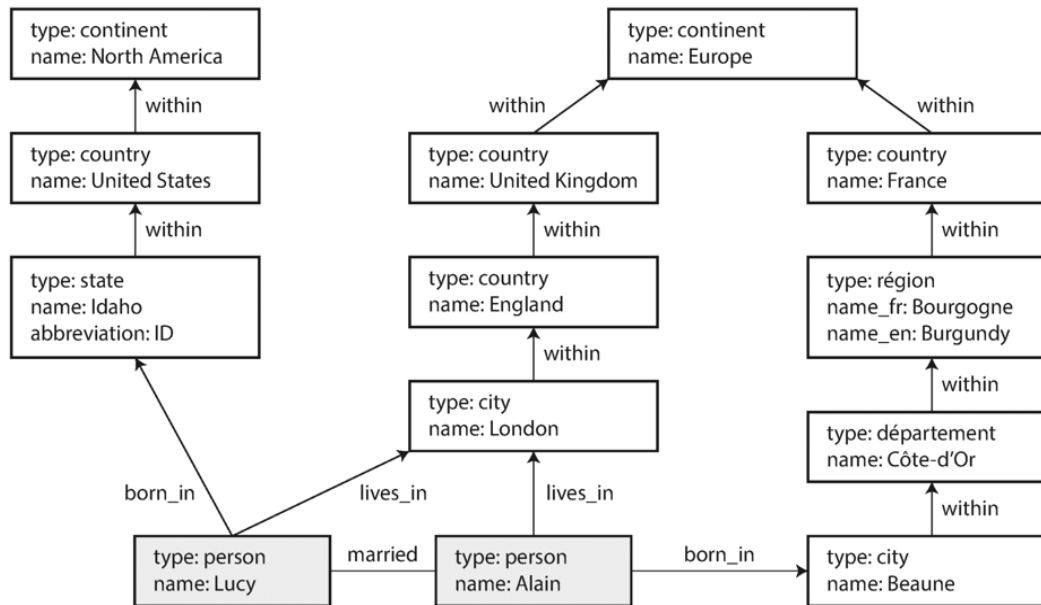 type: continent
name: North America
type: continent
name: Europe
within
within
within
type: country
name: United States
type: country
name: United Kingdom
type: country
name: France
within
within
within
type: state
name: Idaho
abbreviation: ID
type: country
name: England
type: région
name_fr: Bourgogne
name_en: Burgundy
within
within
type: city
name: London
type: département
name: Côte-d’Or
born_in
lives_in
lives_in
within
type: person
name: Lucy
married
type: person
name: Alain
born_in
type: city
name: Beaune